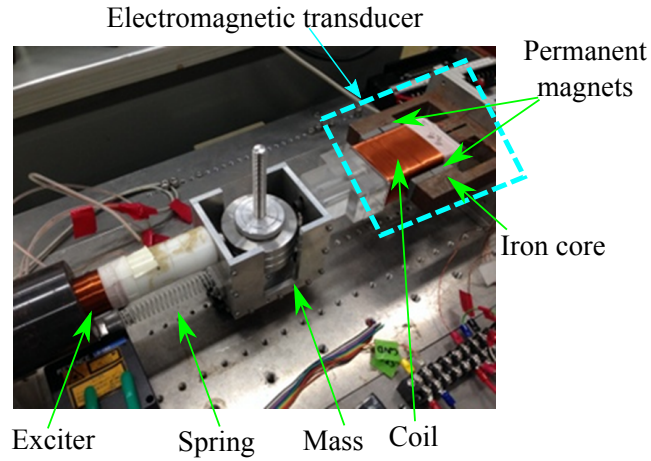 Electromagnetic transducer
Permanent
magnets
Iron core
Exciter
Spring
Mass
Coil